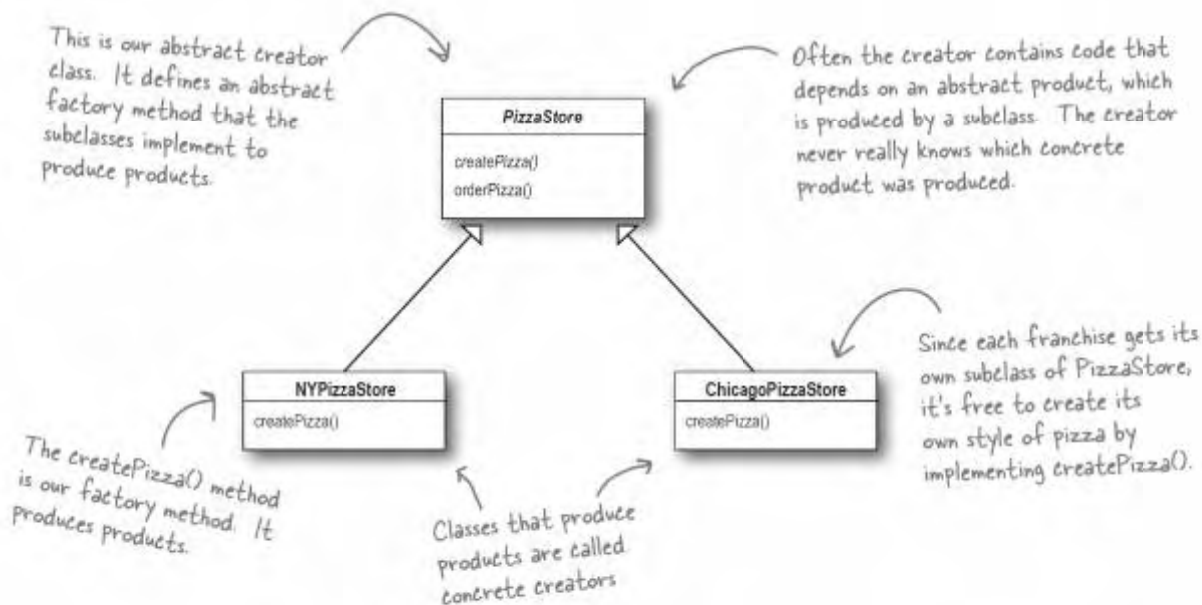 This is our abstract creator
class. It defines an abstract
factory method that the
subclasses implement to
produce products.
Often the creator contains code that
depends on an abstract product, which
is produced by a subclass. The creator
never really knows which concrete
product was produced.
PizzaStore
createPizza()
orderPizza()
NYPizzaStore
createPizza()
ChicagoPizzaStore
createPizza()
Since each franchise gets its
own subclass of PizzaStore,
it's free to create its
own style of pizza by
implementing createPizza().
The createPizza() method
is our factory method. It
produces products.
Classes that produce
products are called
concrete creators